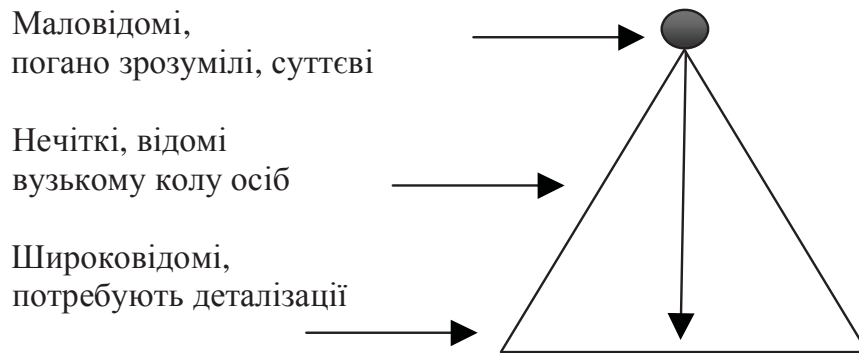 Маловідомі,
погано зрозумілі, суттєві
Нечіткі, відомі
вузькому колу осіб
Широковідомі,
потребують деталізації